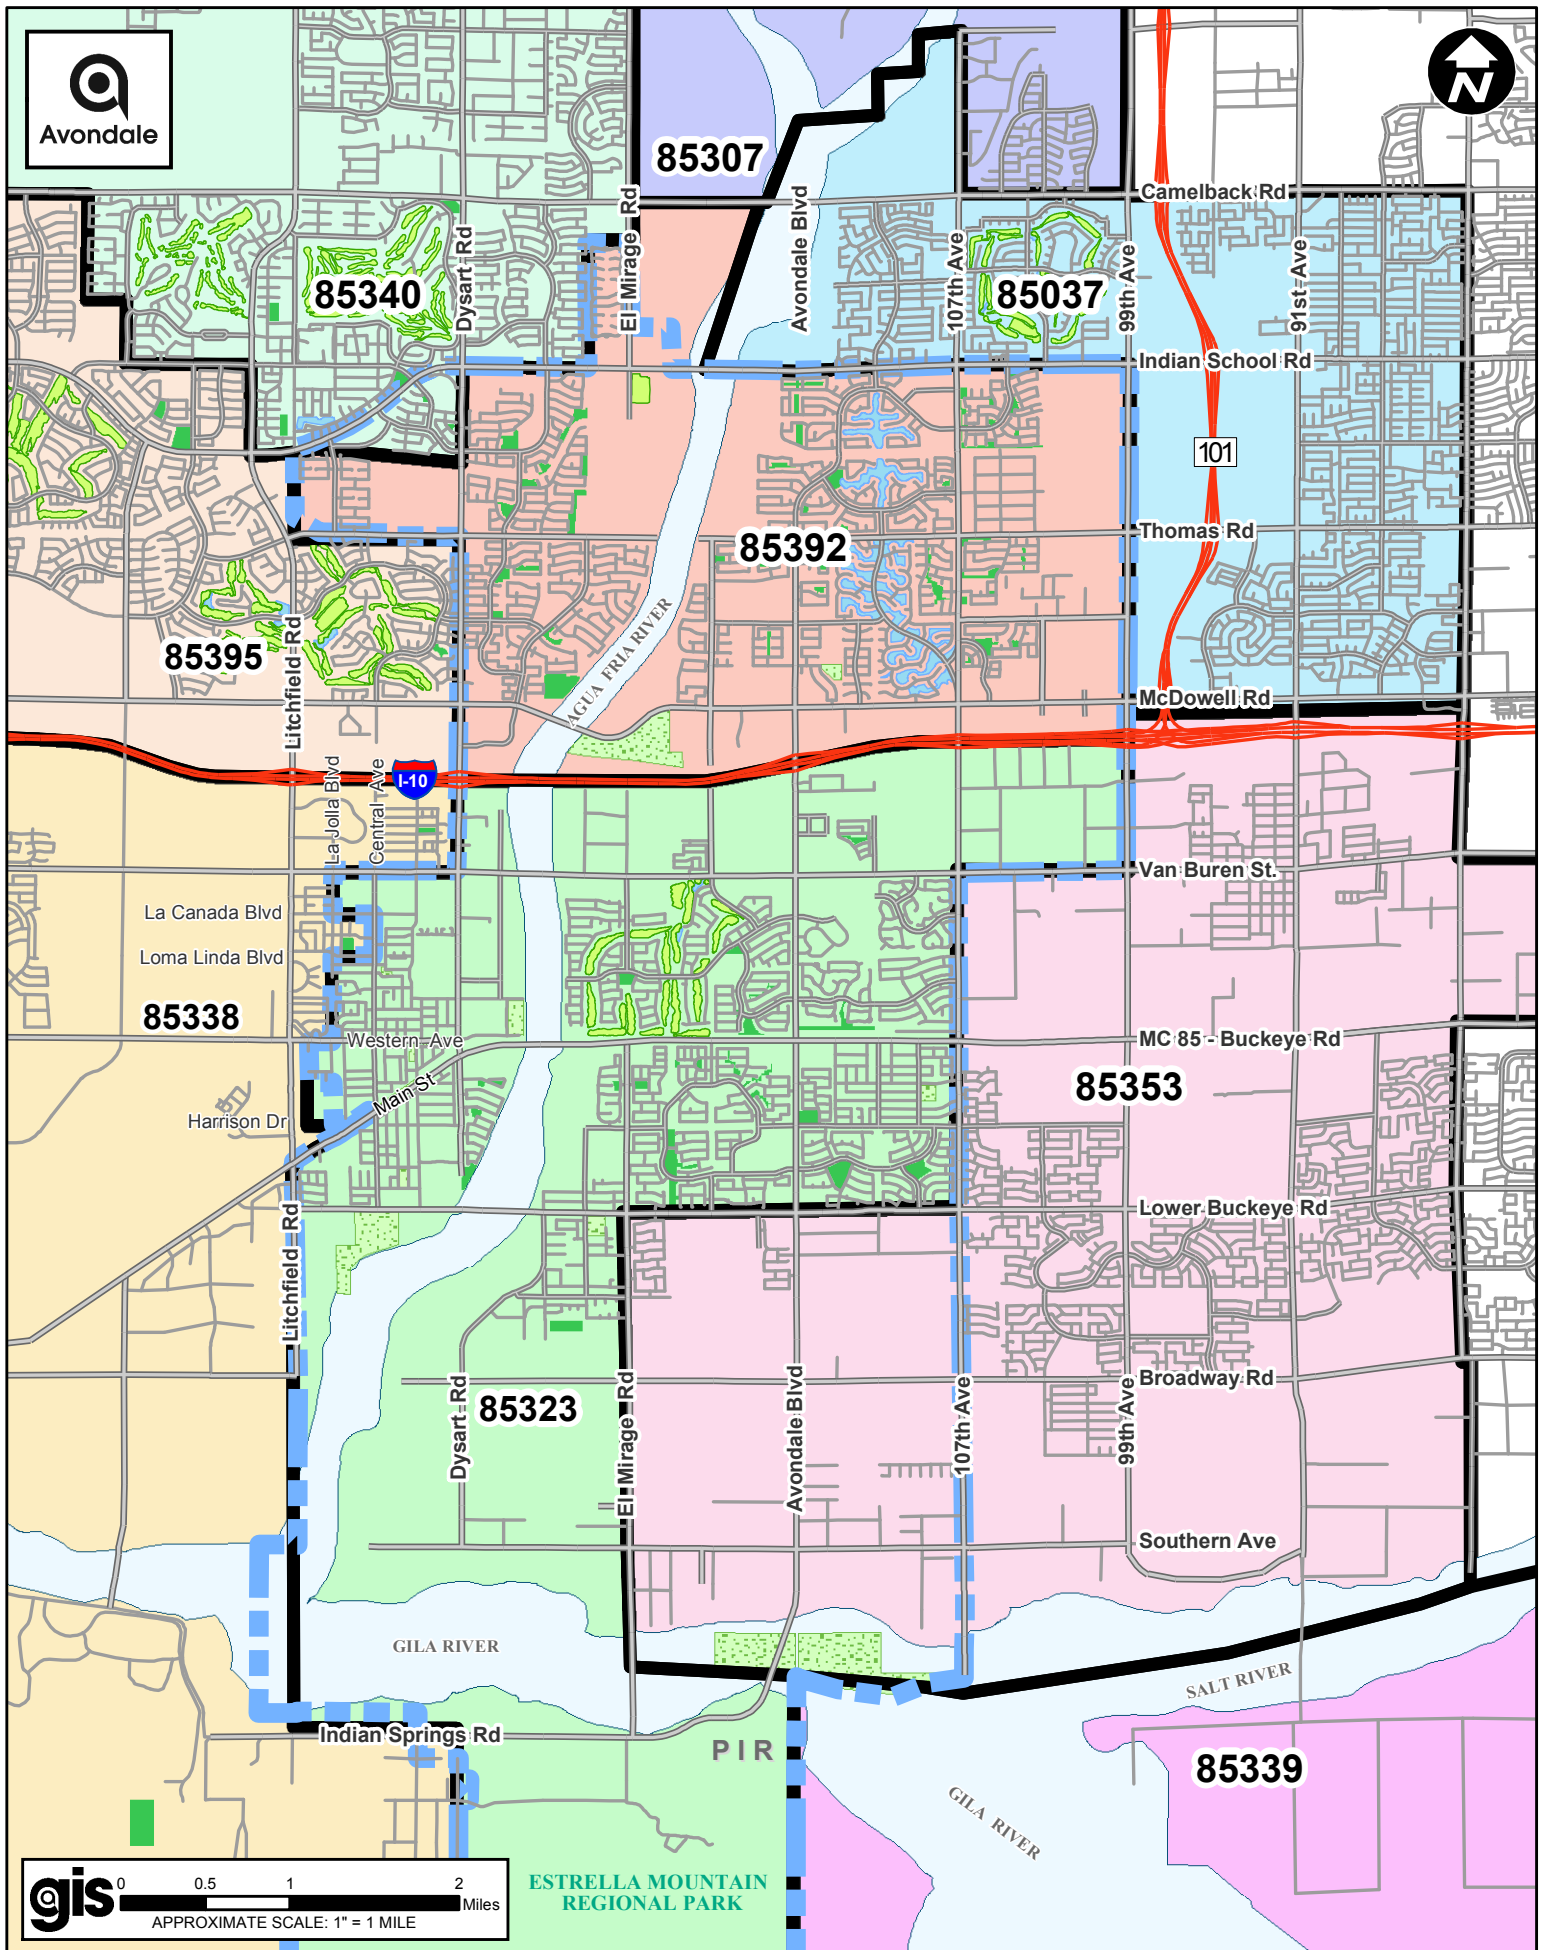 Avondale
N
85307
Camelback Rd
El Mirage Rd
Avondale Blvd
Dysart Rd
107th Ave
99th Ave
91st Ave
85340
85037
Indian School Rd
101
Thomas Rd
85392
AGUA FRIA RIVER
85395
Litchfield Rd
McDowell Rd
La Jolla Blvd
Central Ave
I-10
Van Buren St.
La Canada Blvd
Loma Linda Blvd
85338
Western Ave
MC 85 - Buckeye Rd
Main St
85353
Harrison Dr
Lower Buckeye Rd
Litchfield Rd
Broadway Rd
85323
Dysart Rd
El Mirage Rd
Avondale Blvd
107th Ave
99th Ave
Southern Ave
GILA RIVER
SALT RIVER
Indian Springs Rd
PIR
85339
GILA RIVER
ESTRELLA MOUNTAIN
REGIONAL PARK
gis
0 0.5 1 2
Miles
APPROXIMATE SCALE: 1" = 1 MILE